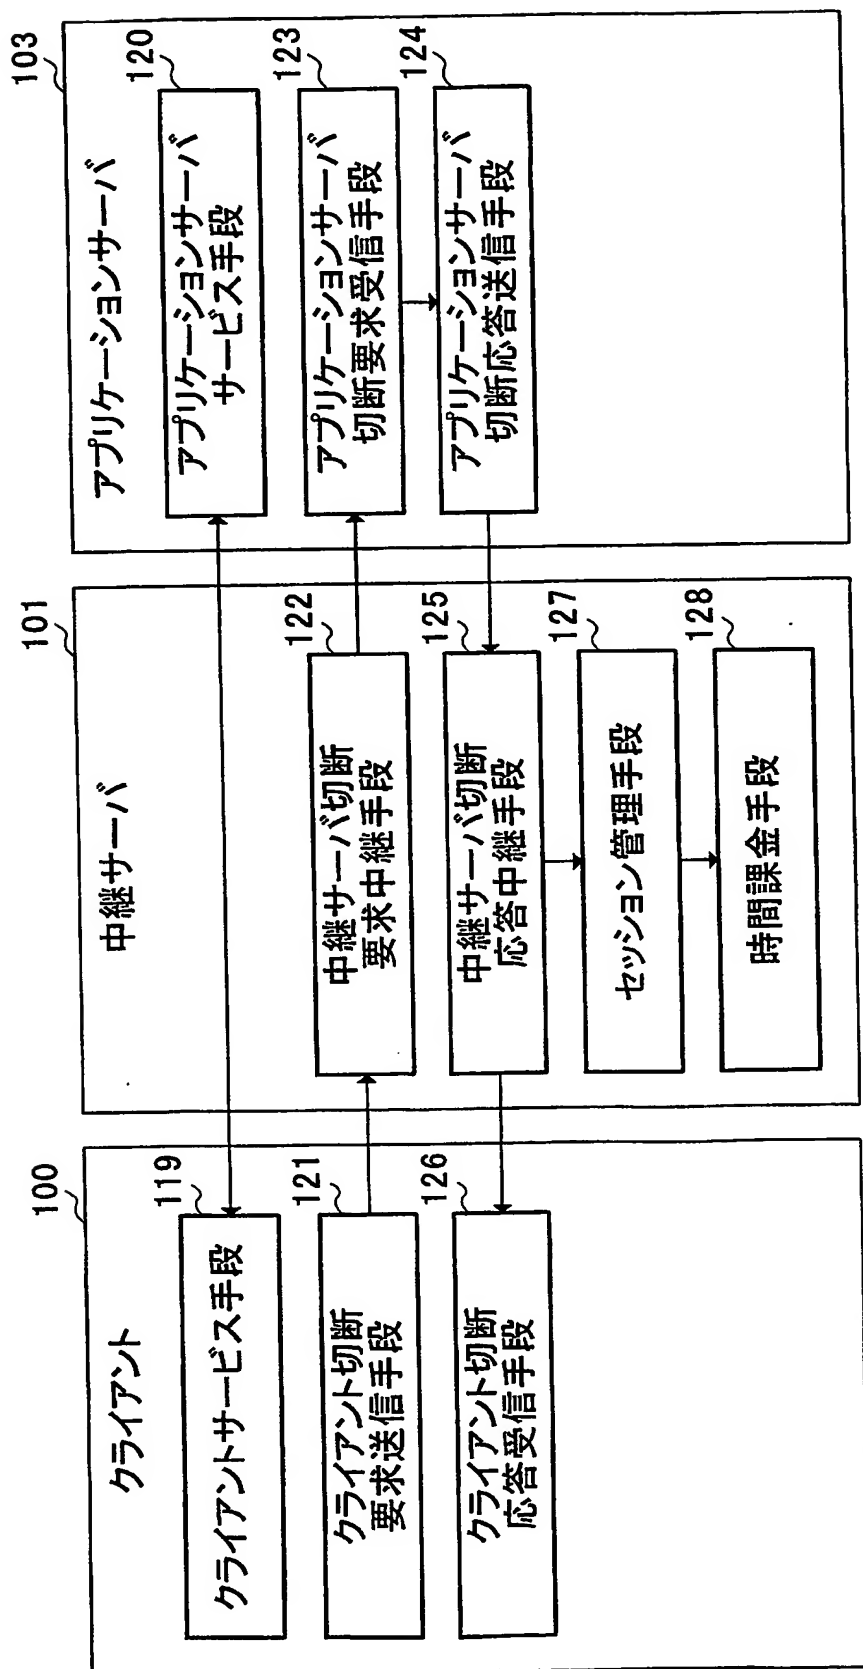 100
クライアント
119
クライアントサービス手段
121
クライアント切断
要求送信手段
126
クライアント切断
応答受信手段
101
中継サーバ
122
中継サーバ切断
要求中継手段
125
中継サーバ切断
応答中継手段
127
セッション管理手段
128
時間課金手段
103
アプリケーションサーバ
120
アプリケーションサーバ
サービス手段
123
アプリケーションサーバ
切断要求受信手段
124
アプリケーションサーバ
切断応答送信手段